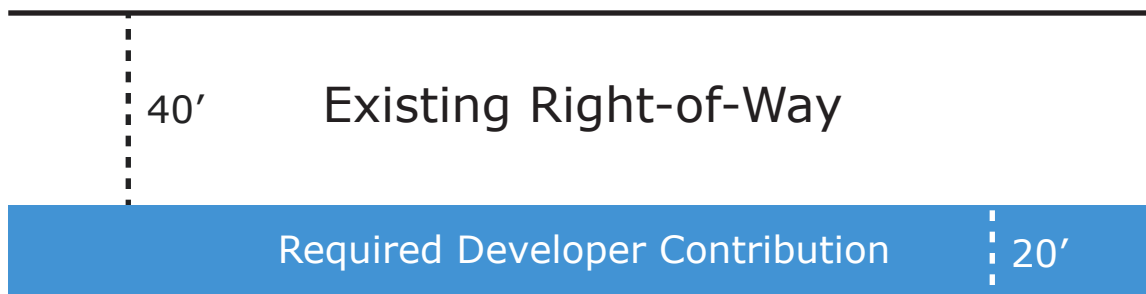 40′
Existing Right-of-Way
Required Developer Contribution
20′